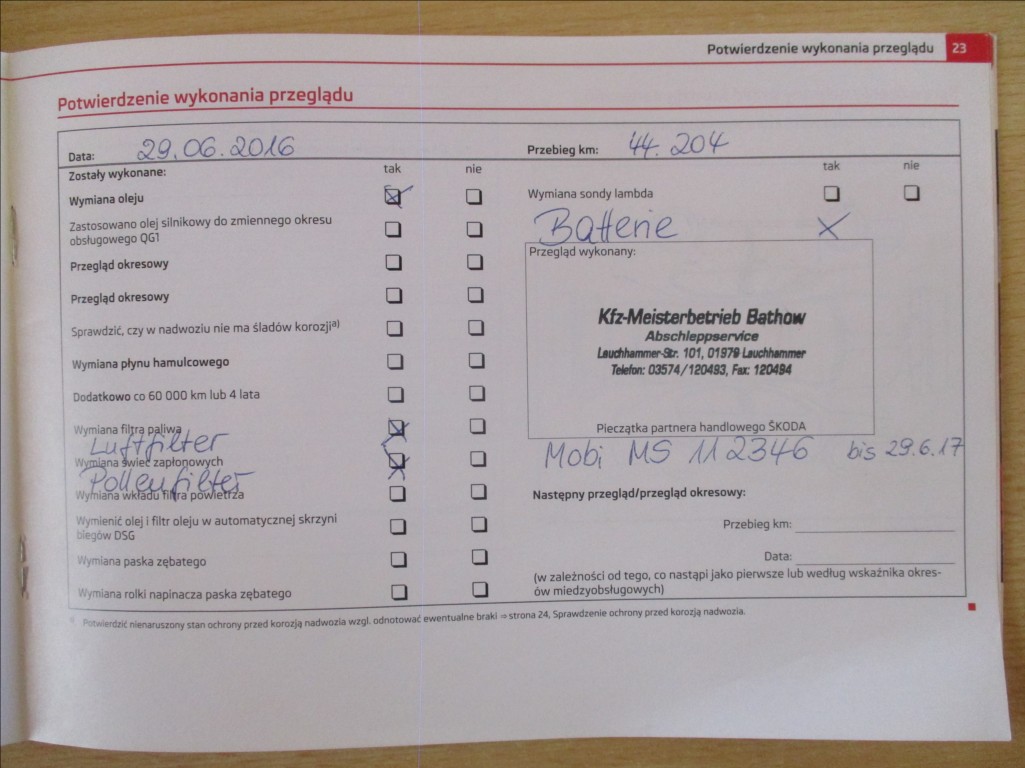 Potwierdzenie wykonania przeglądu 23
Potwierdzenie wykonania przeglądu
Data: 29.06.2016
Przebieg km: 44.204
Zostały wykonane: tak nie
tak nie
Wymiana oleju
Zastosowano olej silnikowy do zmiennego okresu
obsługowego QG1
Przegląd okresowy
Przegląd okresowy
Sprawdzić, czy w nadwoziu nie ma śladów korozjiᵃ⁾
Wymiana płynu hamulcowego
Dodatkowo co 60 000 km lub 4 lata
Wymiana filtra paliwa
Luftfilter
Wymiana świec zapłonowych
Pollenfilter
Wymiana wkładu filtra powietrza
Wymienić olej i filtr oleju w automatycznej skrzyni
biegów DSG
Wymiana paska zębatego
Wymiana rolki napinacza paska zębatego
Wymiana sondy lambda
Batterie X
Przegląd wykonany:
Kfz-Meisterbetrieb Bathow
Abschleppservice
Lauchhammer-Str. 101, 01979 Lauchhammer
Telefon: 03574/120493, Fax: 120494
Pieczątka partnera handlowego ŠKODA
Mobi MS 112346 bis 29.6.17
Następny przegląd/przegląd okresowy:
Przebieg km:
Data:
(w zależności od tego, co nastąpi jako pierwsze lub według wskaźnika okres-
ów miedzyobsługowych)
Potwierdzić nienaruszony stan ochrony przed korozją nadwozia wzgl. odnotować ewentualne braki ⇒ strona 24, Sprawdzenie ochrony przed korozją nadwozia.